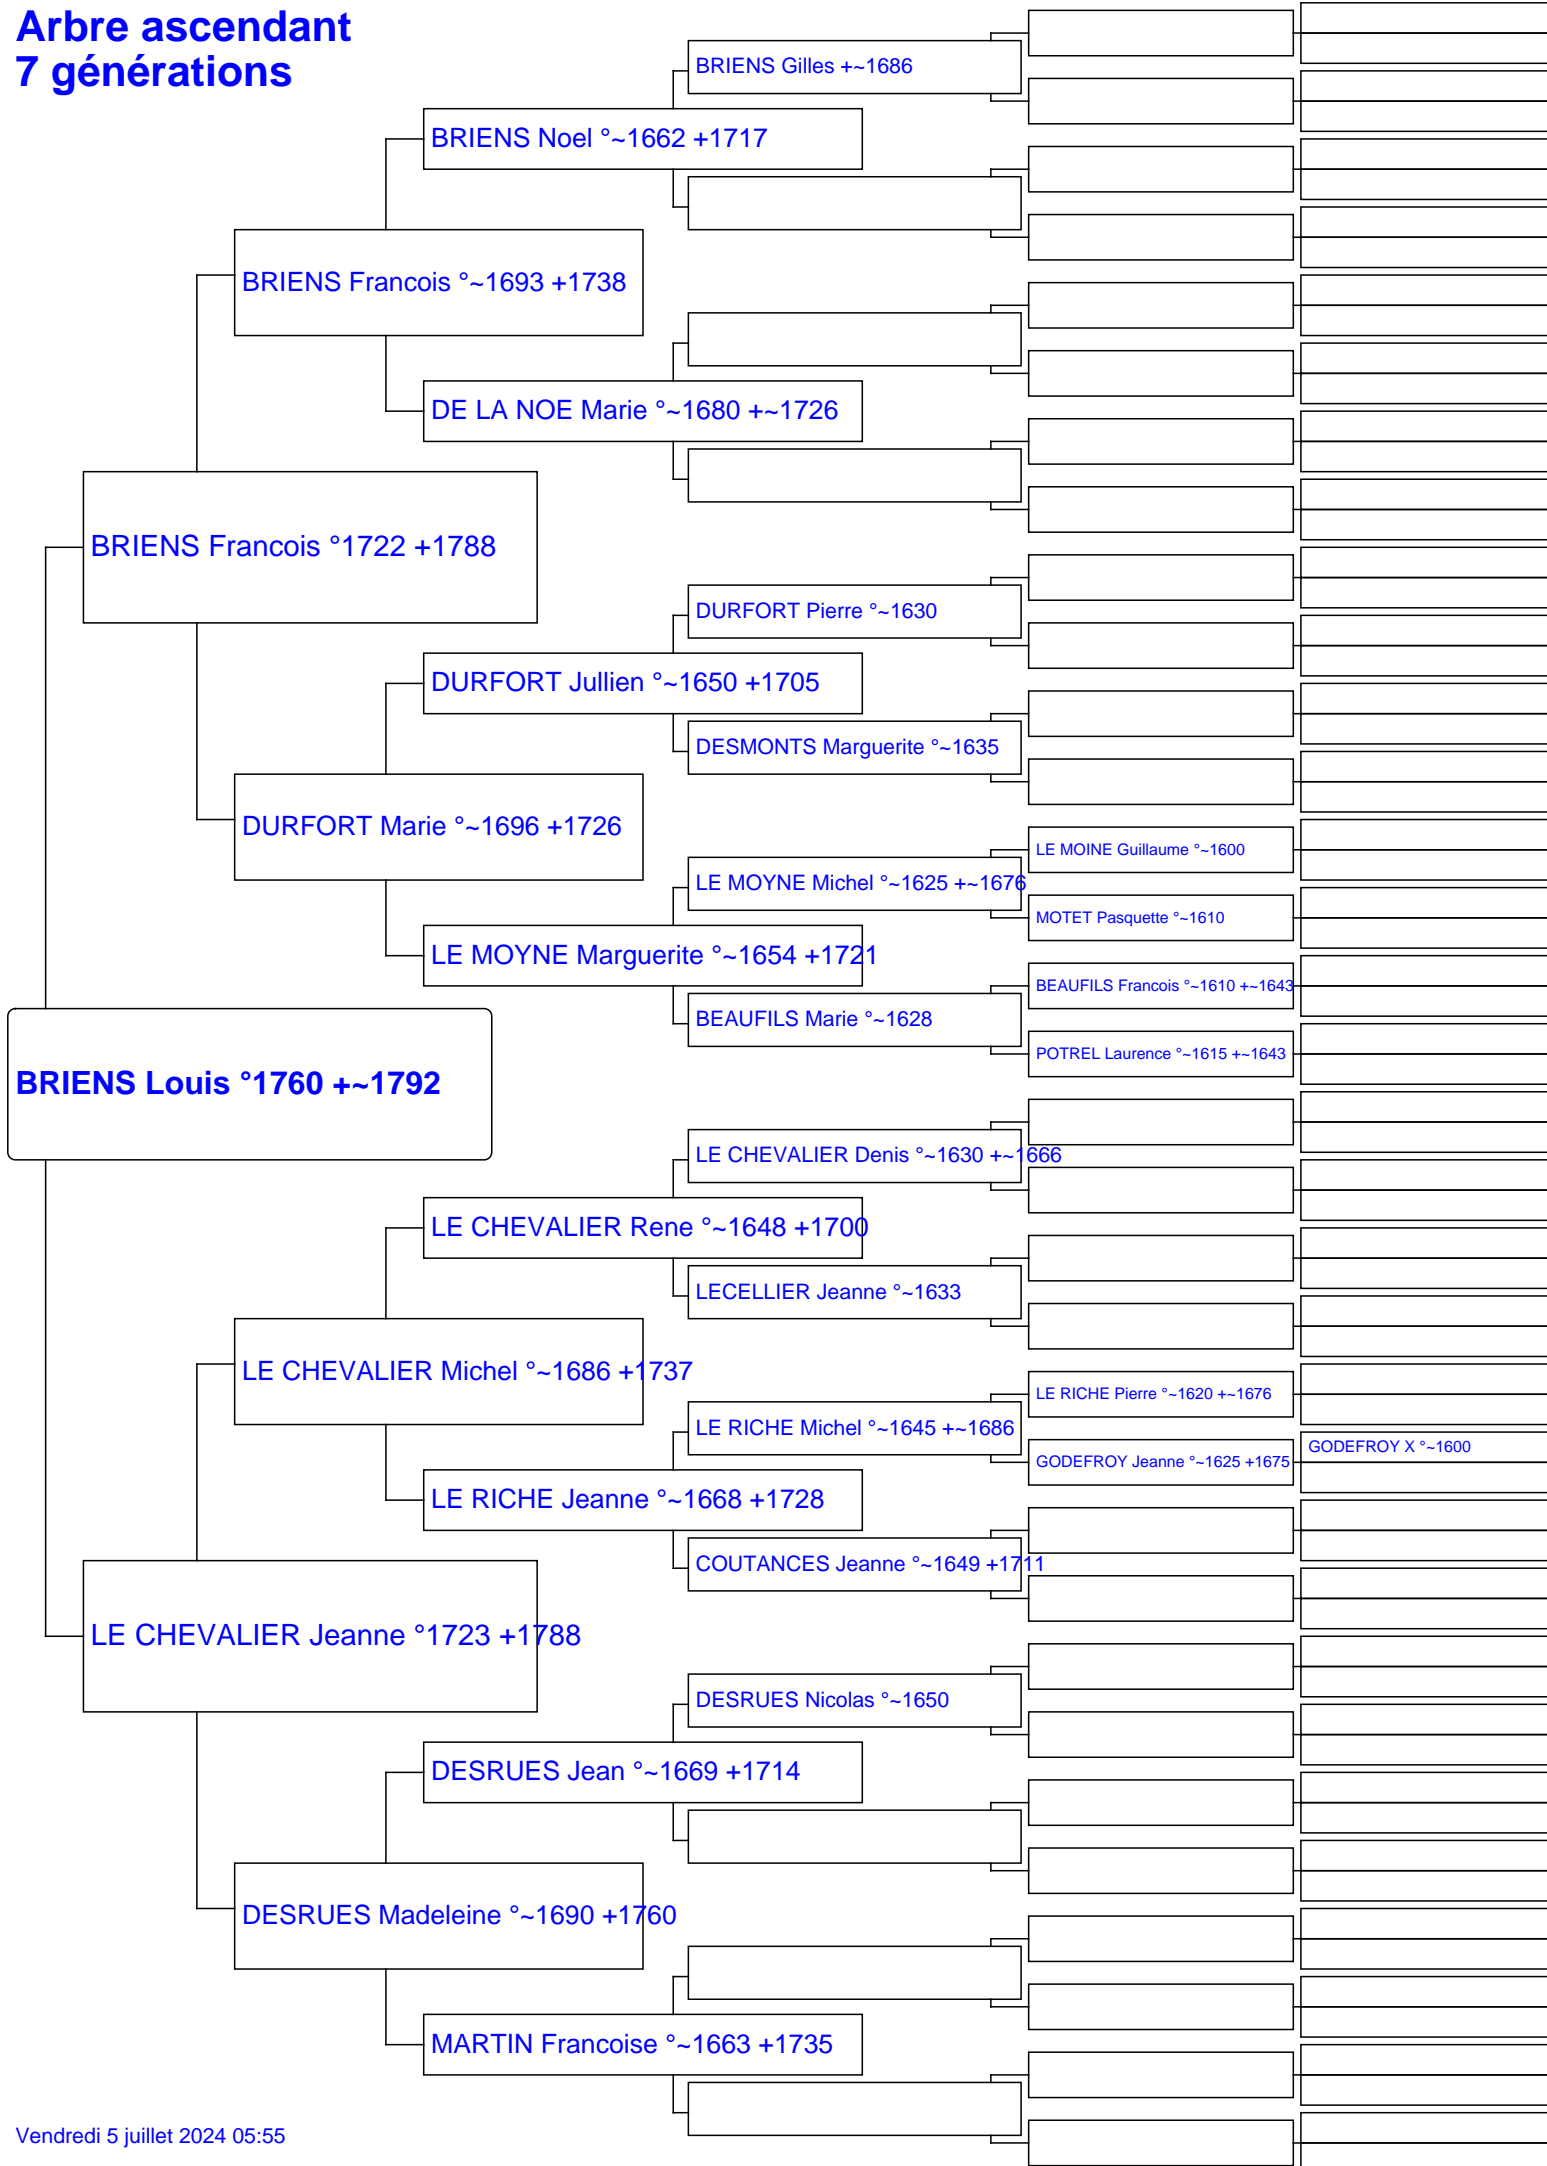 Arbre ascendant
7 générations
BRIENS Gilles +~1686
BRIENS Noel °~1662 +1717
BRIENS Francois °~1693 +1738
DE LA NOE Marie °~1680 +~1726
BRIENS Francois °1722 +1788
DURFORT Pierre °~1630
DURFORT Jullien °~1650 +1705
DESMONTS Marguerite °~1635
DURFORT Marie °~1696 +1726
LE MOINE Guillaume °~1600
LE MOYNE Michel °~1625 +~1676
MOTET Pasquette °~1610
LE MOYNE Marguerite °~1654 +1721
BEAUFILS Francois °~1610 +~1643
BEAUFILS Marie °~1628
POTREL Laurence °~1615 +~1643
BRIENS Louis °1760 +~1792
LE CHEVALIER Denis °~1630 +~1666
LE CHEVALIER Rene °~1648 +1700
LECELLIER Jeanne °~1633
LE CHEVALIER Michel °~1686 +1737
LE RICHE Pierre °~1620 +~1676
LE RICHE Michel °~1645 +~1686
GODEFROY X °~1600
GODEFROY Jeanne °~1625 +1675
LE RICHE Jeanne °~1668 +1728
COUTANCES Jeanne °~1649 +1711
LE CHEVALIER Jeanne °1723 +1788
DESRUES Nicolas °~1650
DESRUES Jean °~1669 +1714
DESRUES Madeleine °~1690 +1760
MARTIN Francoise °~1663 +1735
Vendredi 5 juillet 2024 05:55